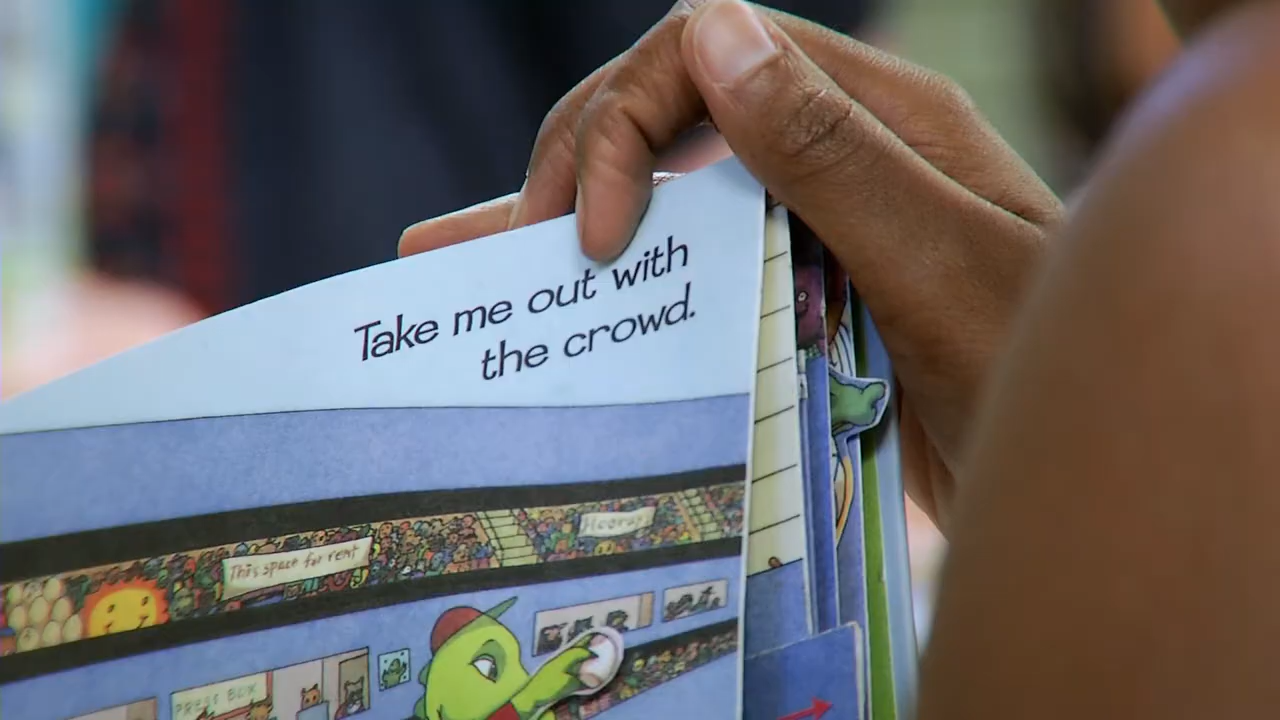 Take me out with
the crowd.
Hooray
This space for rent
PRESS BOX